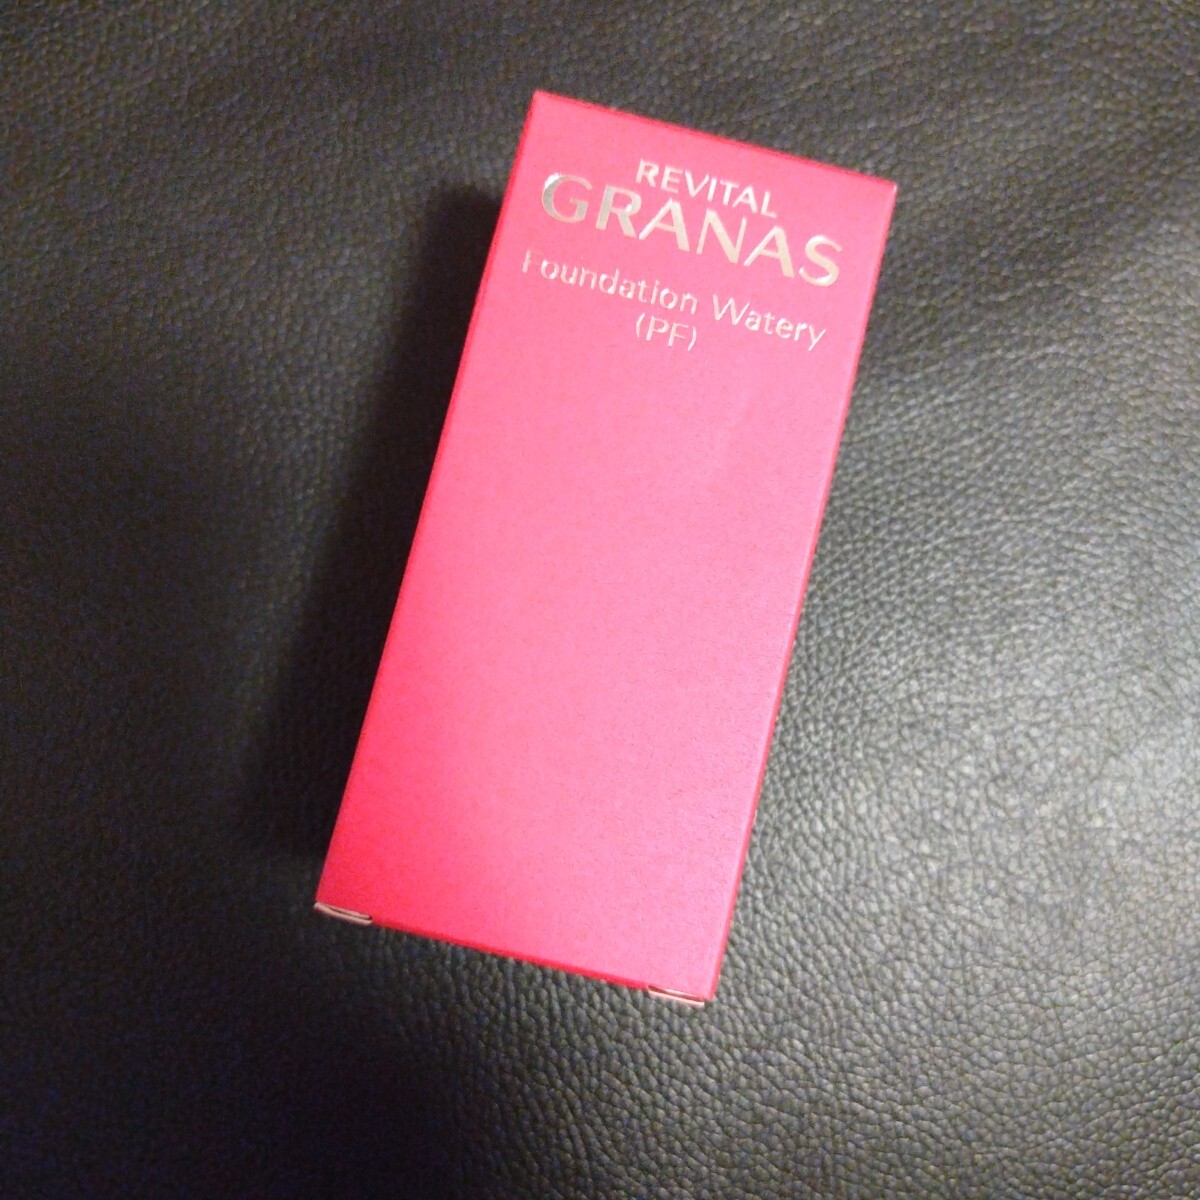 REVITAL
GRANAS
Foundation Watery
(PF)